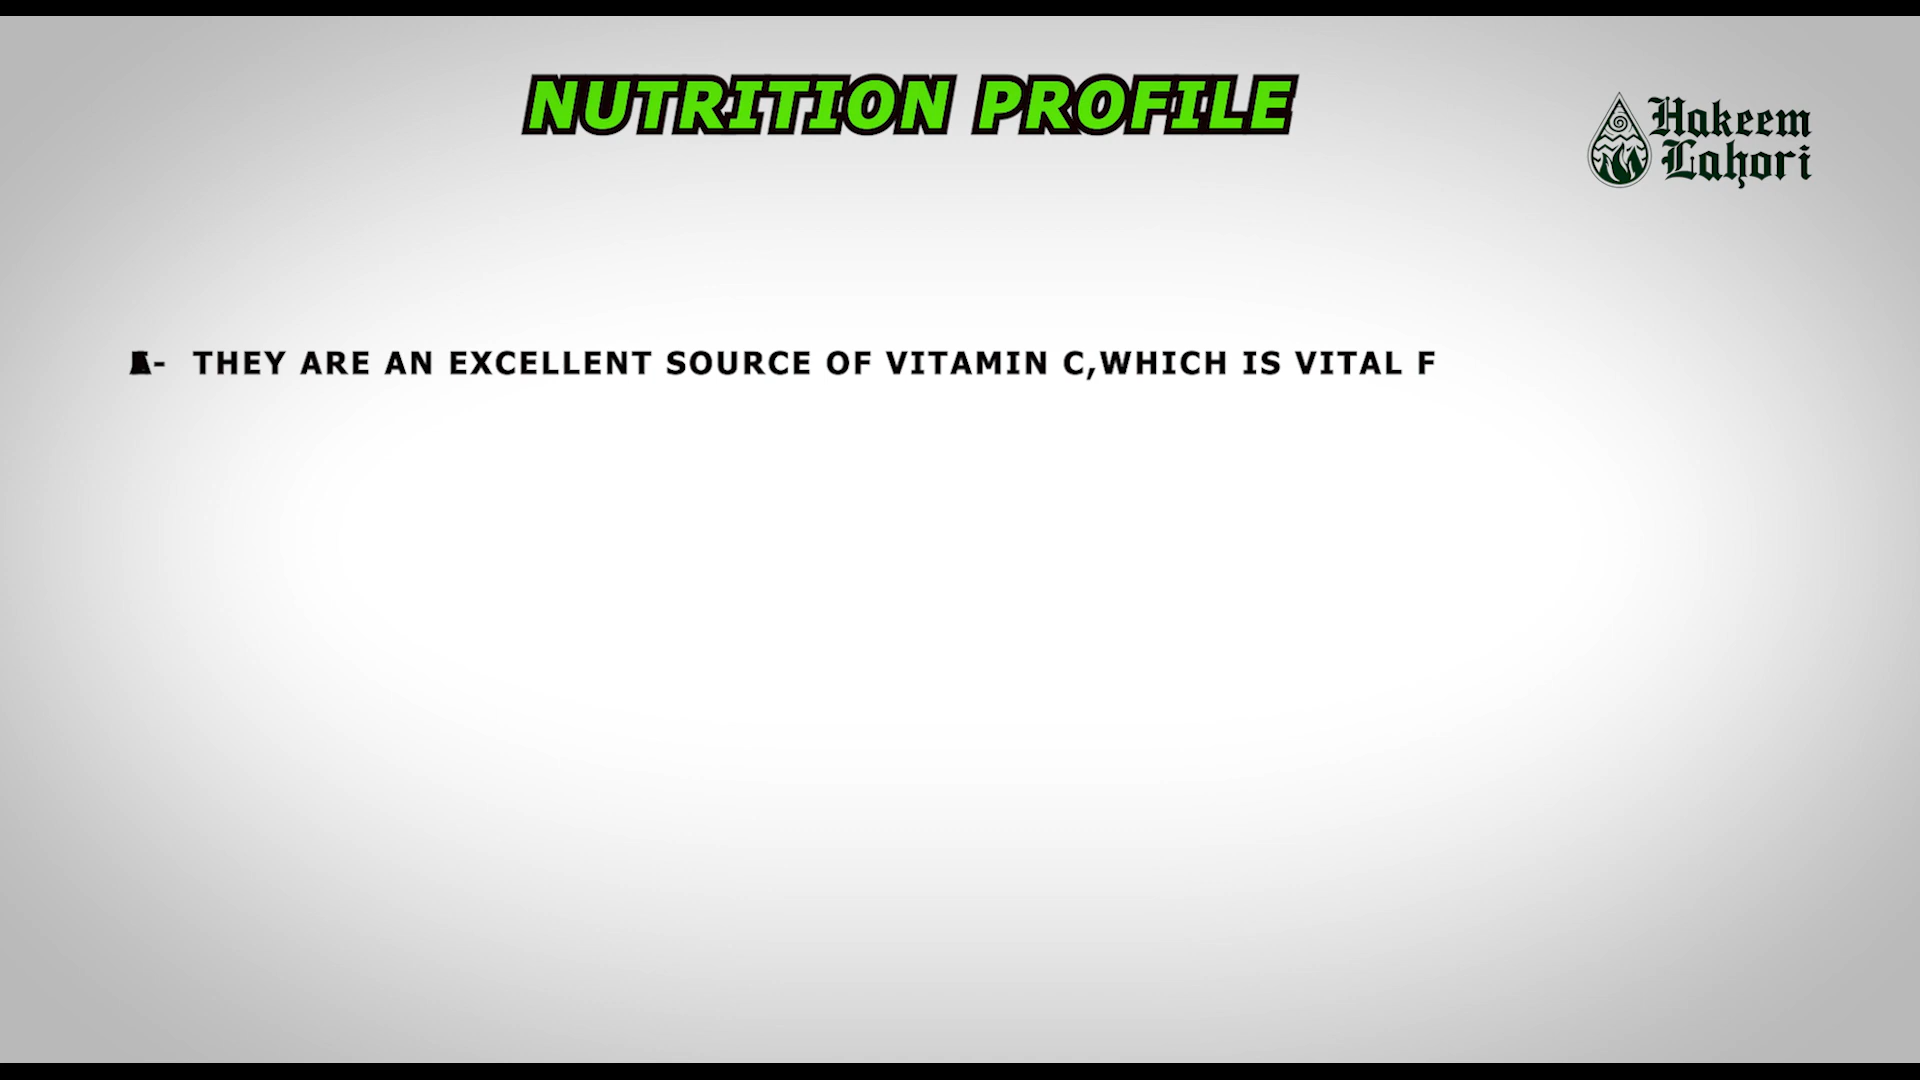 NUTRITION PROFILE
Hakeem
Lahori
- THEY ARE AN EXCELLENT SOURCE OF VITAMIN C,WHICH IS VITAL F